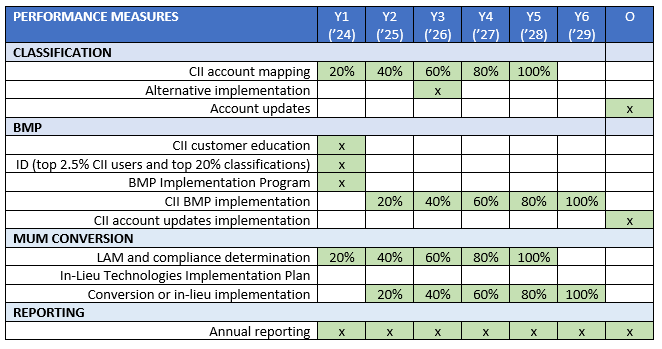 PERFORMANCE MEASURES Y1 Y2 Y3 Y4 Y5 Y6 O
(’24) (’25) (’26) (’27) (’28) (’29)
CLASSIFICATION
CII account mapping 20% 40% 60% 80% 100%
Alternative implementation x
Account updates x
BMP
CII customer education x
ID (top 2.5% CII users and top 20% classifications) x
BMP Implementation Program x
CII BMP implementation 20% 40% 60% 80% 100%
CII account updates implementation x
MUM CONVERSION
LAM and compliance determination 20% 40% 60% 80% 100%
In-Lieu Technologies Implementation Plan
Conversion or in-lieu implementation 20% 40% 60% 80% 100%
REPORTING
Annual reporting x x x x x x x